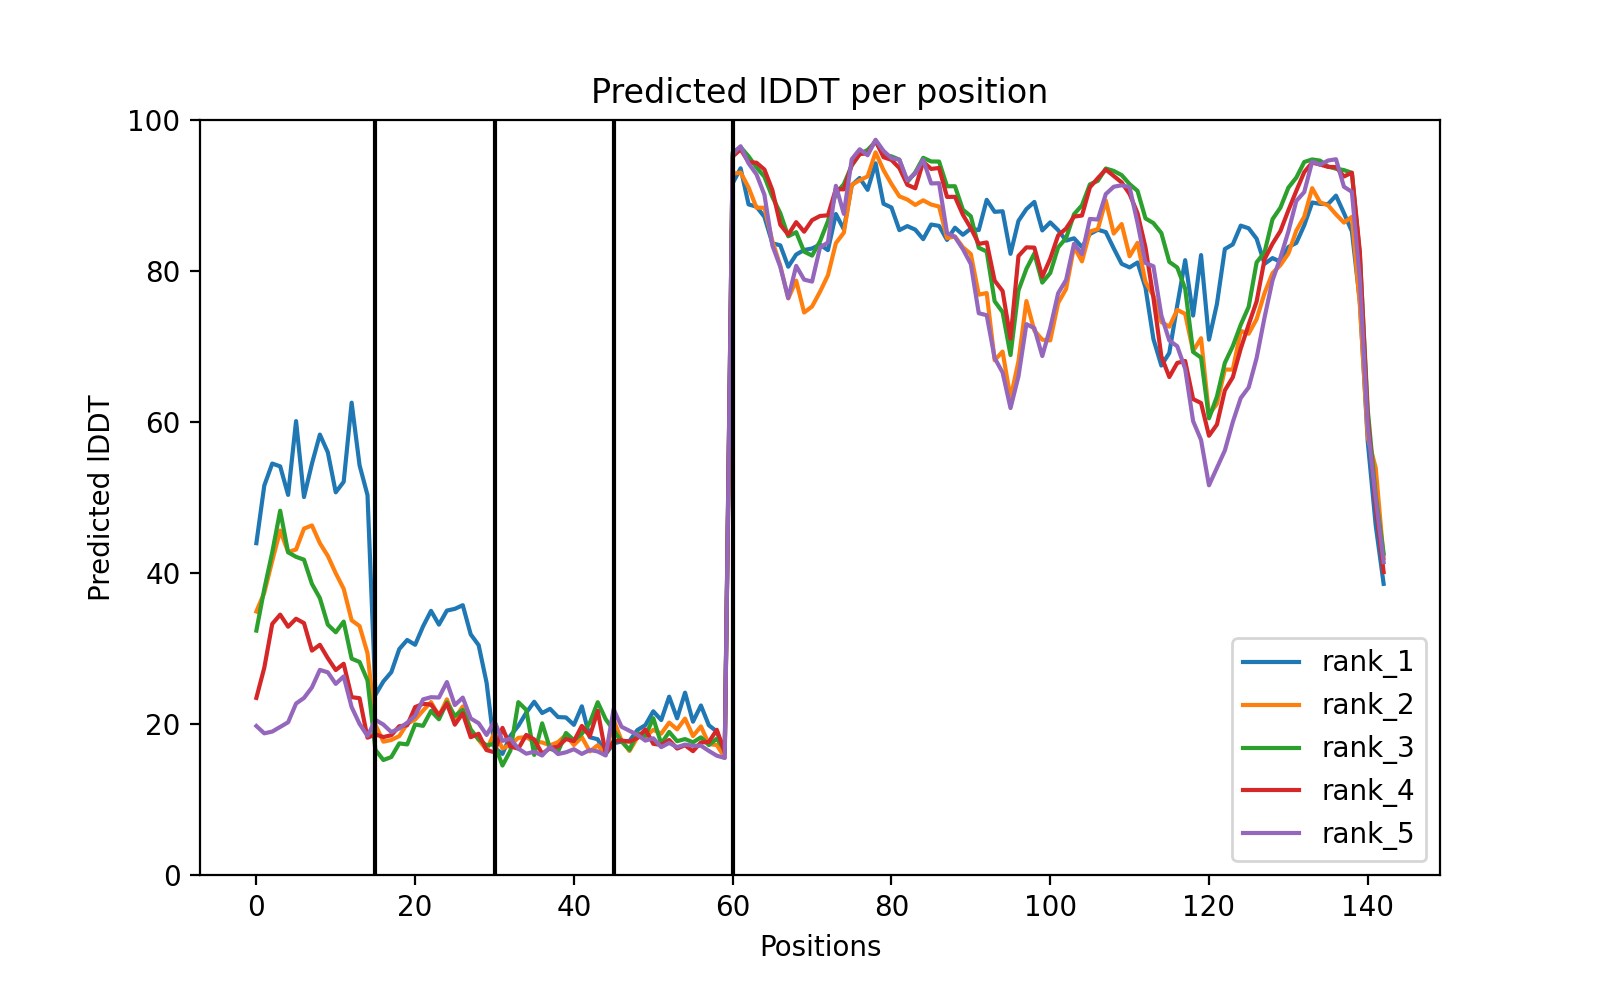 Predicted lDDT per position
Predicted lDDT
100
80
60
40
20
0
0 20 40 60 80 100 120 140
Positions
rank_1
rank_2
rank_3
rank_4
rank_5